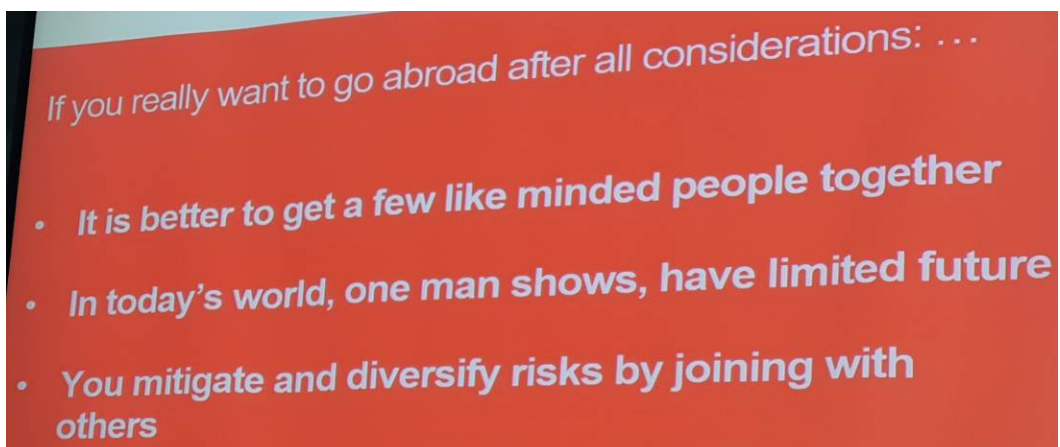 If you really want to go abroad after all considerations: ...
• It is better to get a few like minded people together
• In today's world, one man shows, have limited future
• You mitigate and diversify risks by joining with
others